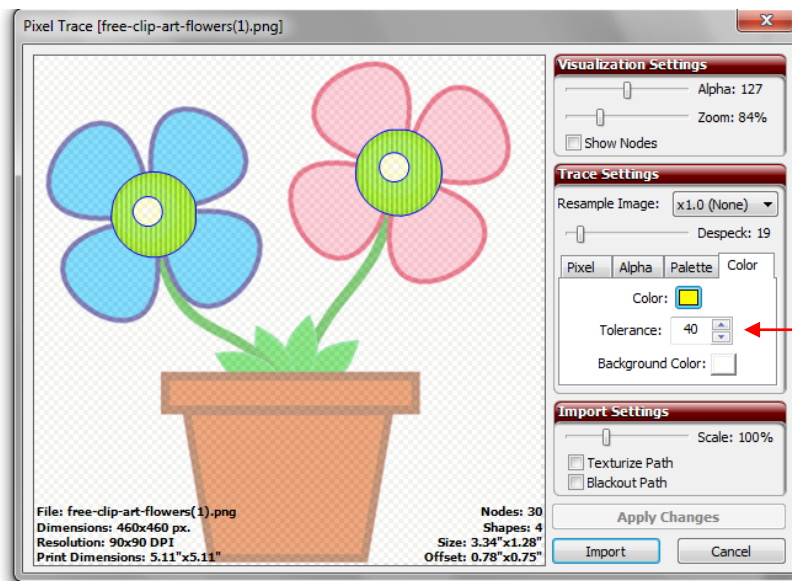 Pixel Trace [free-clip-art-flowers(1).png]
Visualization Settings
Alpha: 127
Zoom: 84%
Show Nodes
Trace Settings
Resample Image: x1.0 (None)
Despeck: 19
Pixel Alpha Palette Color
Color:
Tolerance: 40
Background Color:
Import Settings
Scale: 100%
Texturize Path
Blackout Path
Apply Changes
Import Cancel
File: free-clip-art-flowers(1).png
Dimensions: 460x460 px.
Resolution: 90x90 DPI
Print Dimensions: 5.11"x5.11"
Nodes: 30
Shapes: 4
Size: 3.34"x1.28"
Offset: 0.78"x0.75"